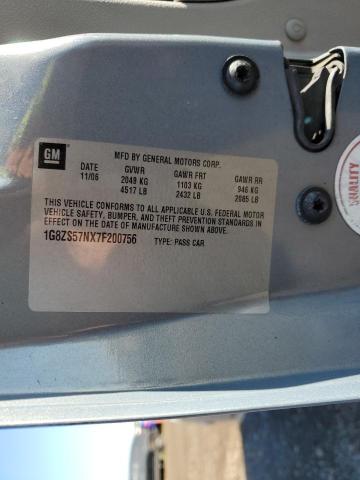 GM
MFD BY GENERAL MOTORS CORP.
DATE GVWR GAWR FRT GAWR RR
11/06 2049 KG 1103 KG 946 KG
4517 LB 2432 LB 2085 LB
THIS VEHICLE CONFORMS TO ALL APPLICABLE U.S. FEDERAL MOTOR
VEHICLE SAFETY, BUMPER, AND THEFT PREVENTION STANDARDS IN
EFFECT ON THE DATE OF MANUFACTURE SHOWN ABOVE.
1G8ZS57NX7F200756 TYPE: PASS CAR
QUALITY